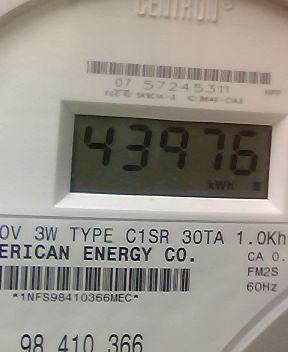 CENTRON®
07 57245311
43976
kWh
0V 3W TYPE C1SR 30TA 1.0Kh
ERICAN ENERGY CO.
CA 0.
FM2S
60Hz
*1NFS98410366MEC*
98 410 366